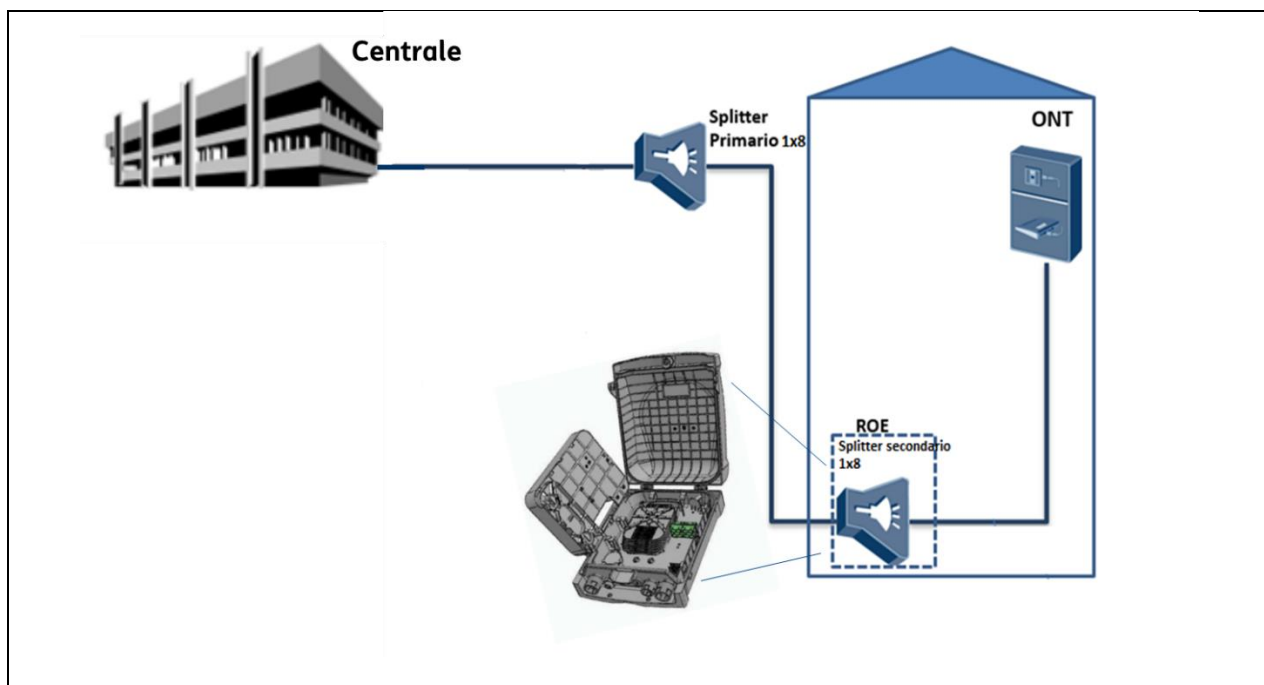 Centrale
Splitter
Primario 1x8
ONT
ROE
Splitter secondario
1x8